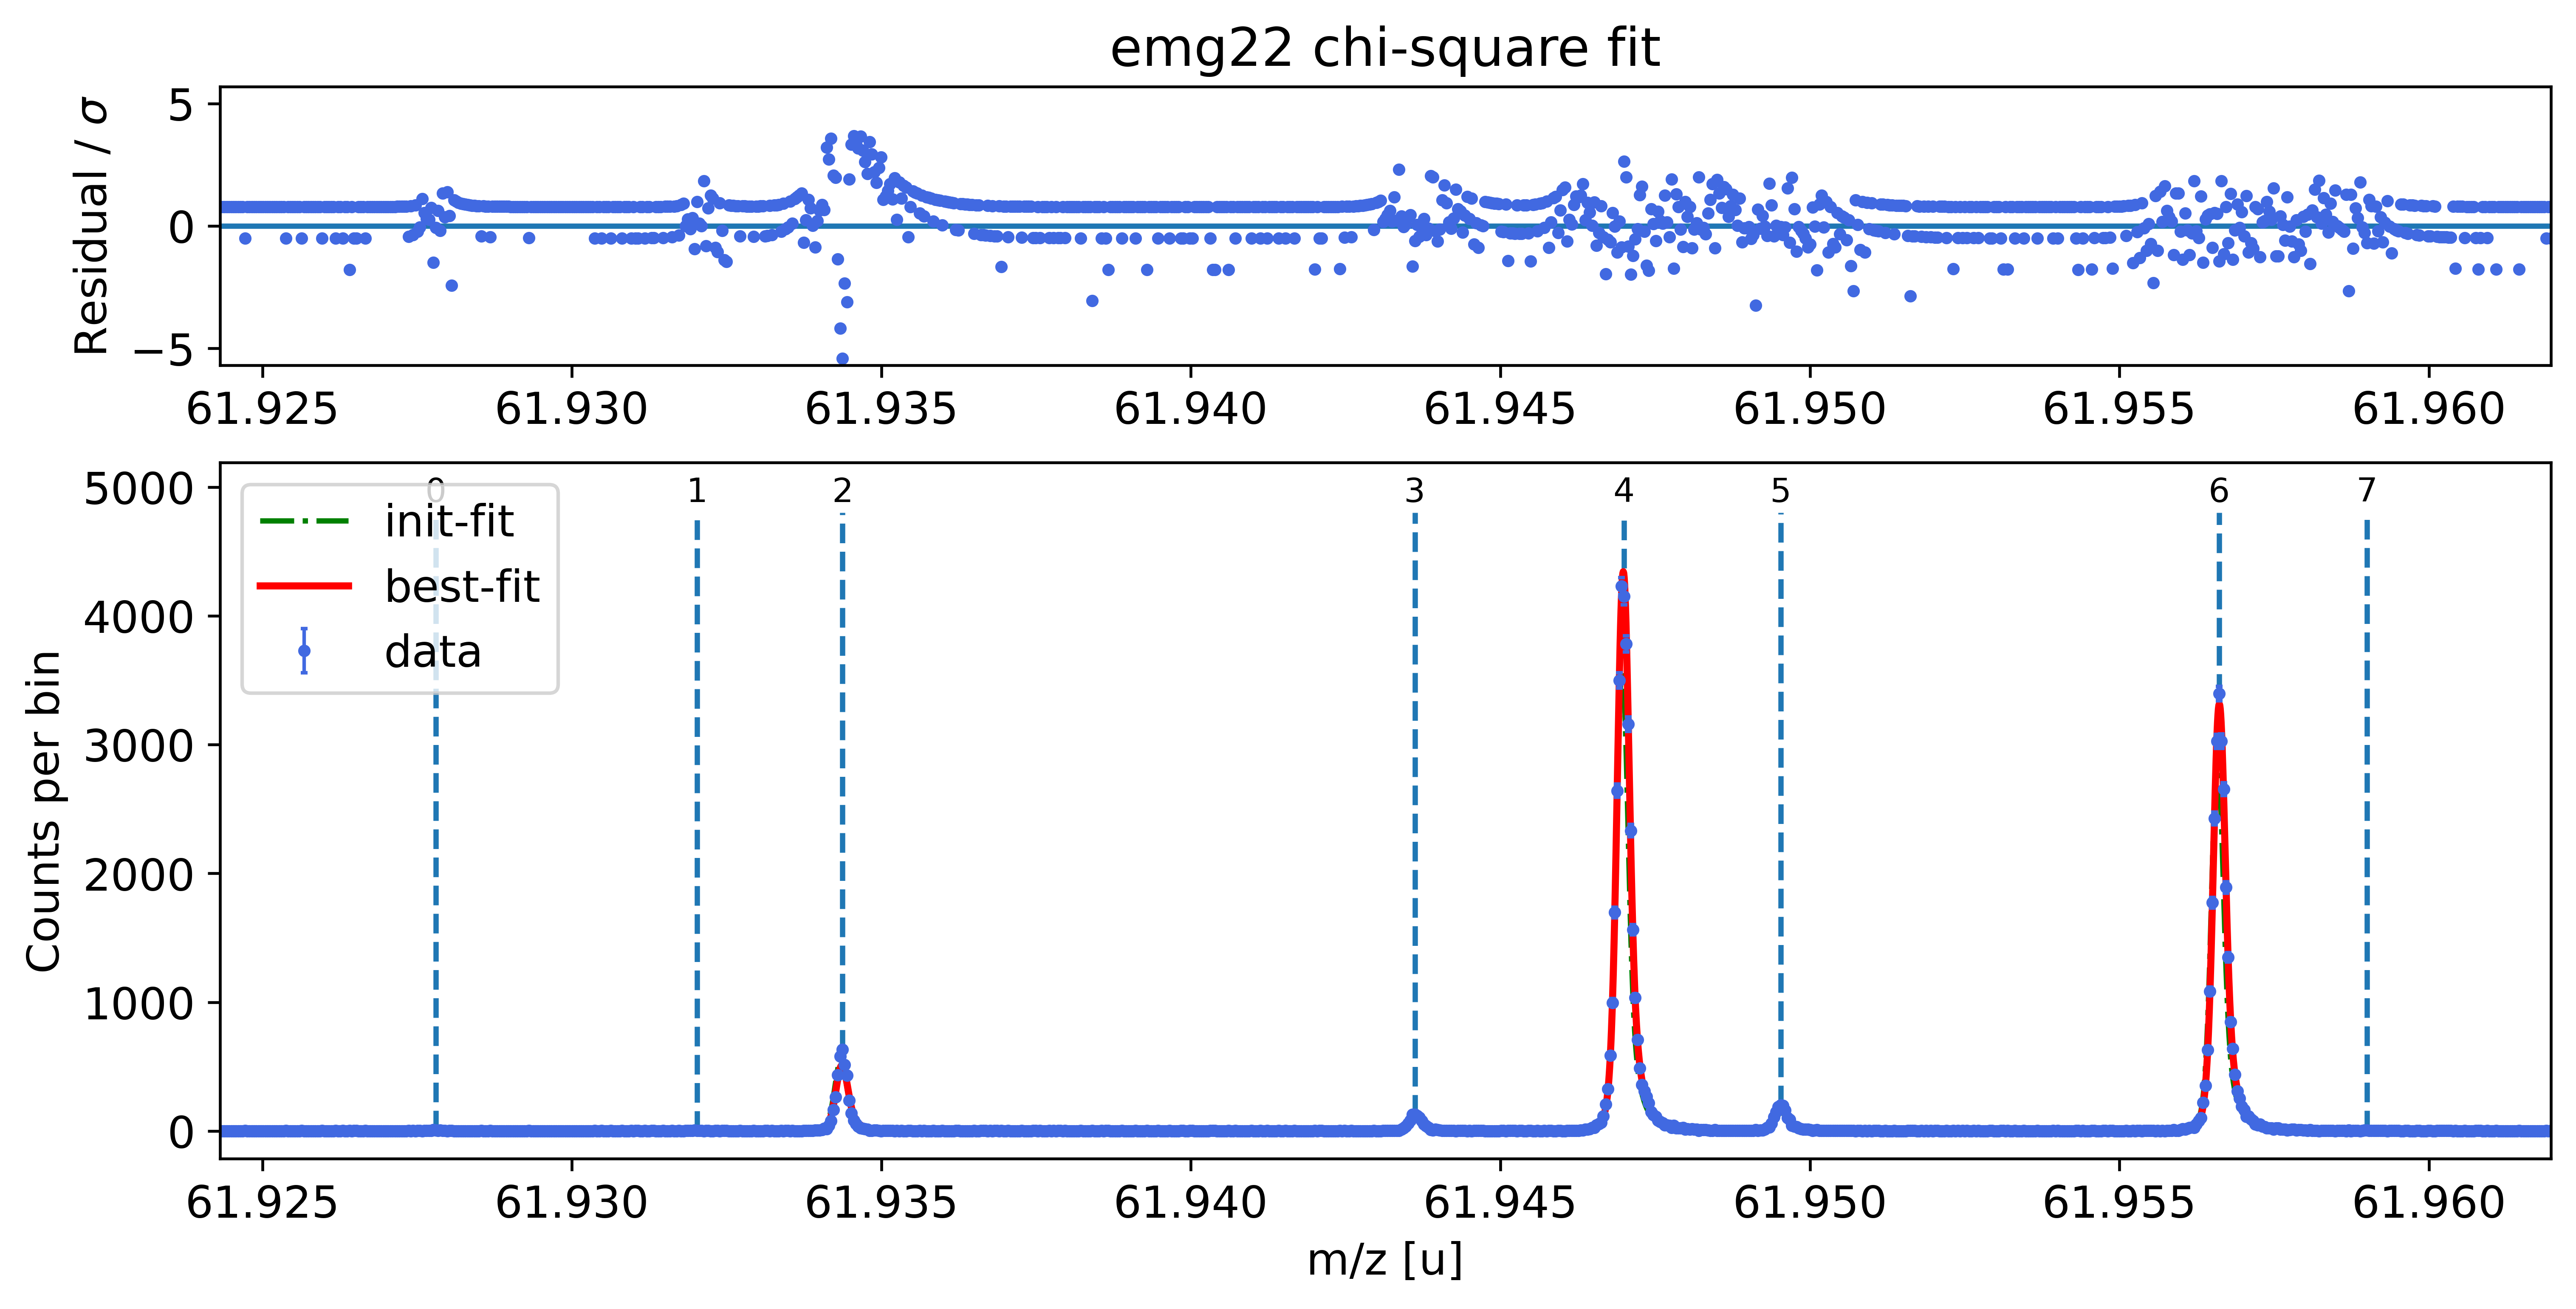 emg22 chi-square fit
Residual / σ
5
0
−5
61.925 61.930 61.935 61.940 61.945 61.950 61.955 61.960
Counts per bin
5000
4000
3000
2000
1000
0
0 1 2 3 4 5 6 7
init-fit
best-fit
data
61.925 61.930 61.935 61.940 61.945 61.950 61.955 61.960
m/z [u]